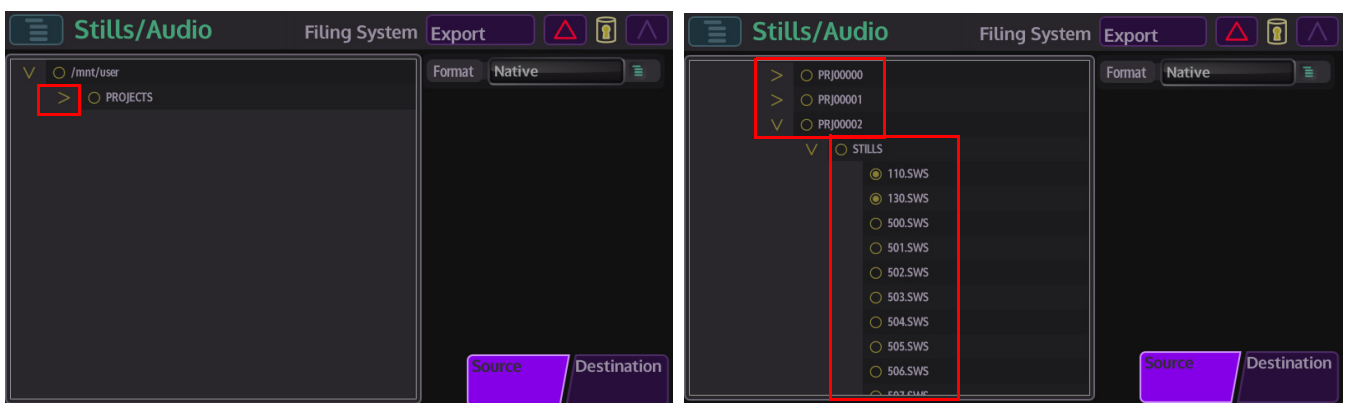 Stills/Audio
Filing System
Export
/mnt/user
PROJECTS
Format
Native
Source
Destination
Stills/Audio
Filing System
Export
PRJ00000
PRJ00001
PRJ00002
STILLS
110.SWS
130.SWS
500.SWS
501.SWS
502.SWS
503.SWS
504.SWS
505.SWS
506.SWS
507.SWS
Format
Native
Source
Destination